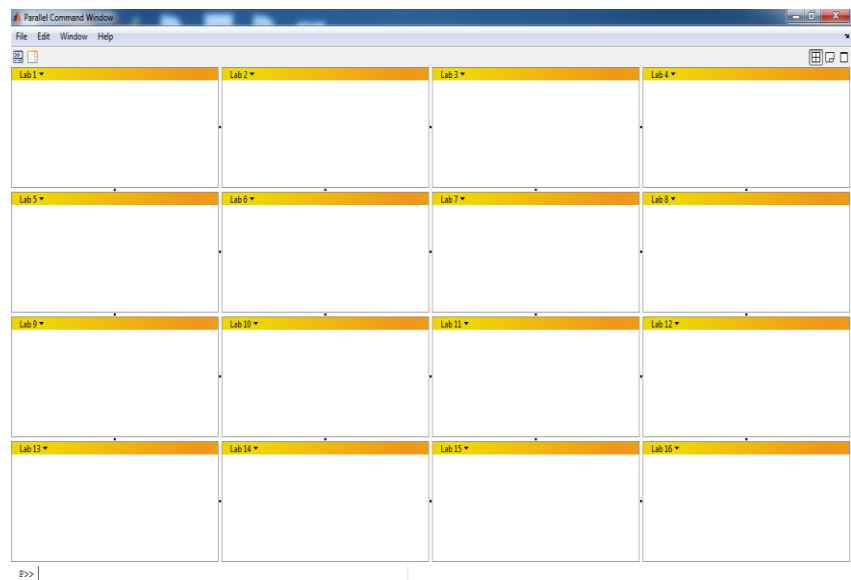 Parallel Command Window
File Edit Window Help
Lab 1 Lab 2 Lab 3 Lab 4
Lab 5 Lab 6 Lab 7 Lab 8
Lab 9 Lab 10 Lab 11 Lab 12
Lab 13 Lab 14 Lab 15 Lab 16
P>>